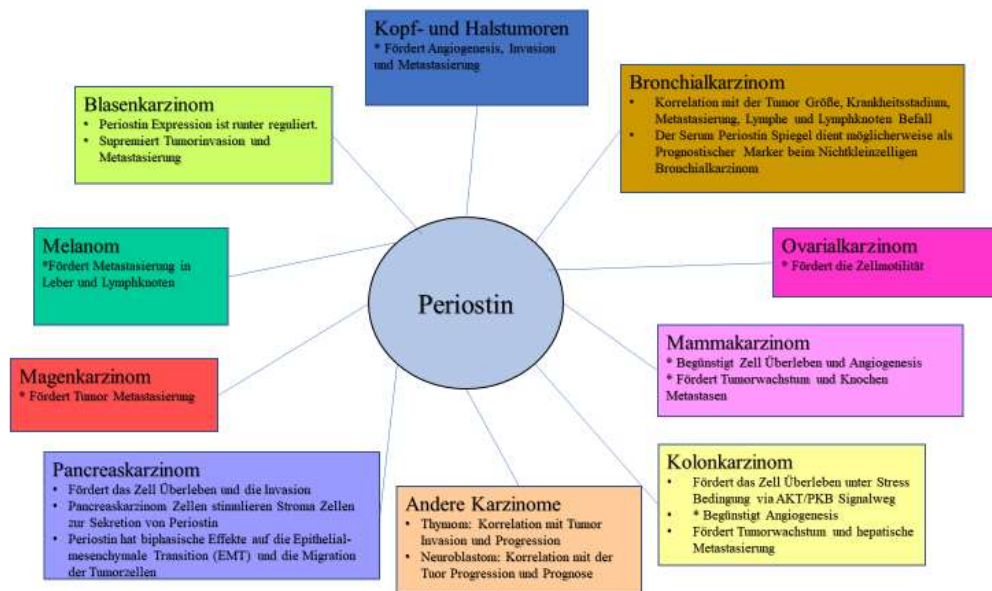 Kopf- und Halstumoren
* Fördert Angiogenesis, Invasion
und Metastasierung
Bronchialkarzinom
• Korrelation mit der Tumor Größe, Krankheitsstadium,
Metastasierung, Lymphe und Lymphknoten Befall
• Der Serum Periostin Spiegel dient möglicherweise als
Prognostischer Marker beim Nichtkleinzelligen
Bronchialkarzinom
Blasenkarzinom
• Periostin Expression ist runter reguliert.
• Supremiert Tumorinvasion und
Metastasierung
Melanom
*Fördert Metastasierung in
Leber und Lymphknoten
Ovarialkarzinom
* Fördert die Zellmotilität
Periostin
Mammakarzinom
* Begünstigt Zell Überleben und Angiogenesis
* Fördert Tumorwachstum und Knochen
Metastasen
Magenkarzinom
* Fördert Tumor Metastasierung
Pancreaskarzinom
• Fördert das Zell Überleben und die Invasion
• Pancreaskarzinom Zellen stimulieren Stroma Zellen
zur Sekretion von Periostin
• Periostin hat biphasische Effekte auf die Epithelial-
mesenchymale Transition (EMT) und die Migration
der Tumorzellen
Andere Karzinome
• Thymom: Korrelation mit Tumor
Invasion und Progression
• Neuroblastom: Korrelation mit der
Tuor Progression und Prognose
Kolonkarzinom
• Fördert das Zell Überleben unter Stress
Bedingung via AKT/PKB Signalweg
• * Begünstigt Angiogenesis
• Fördert Tumorwachstum und hepatische
Metastasierung